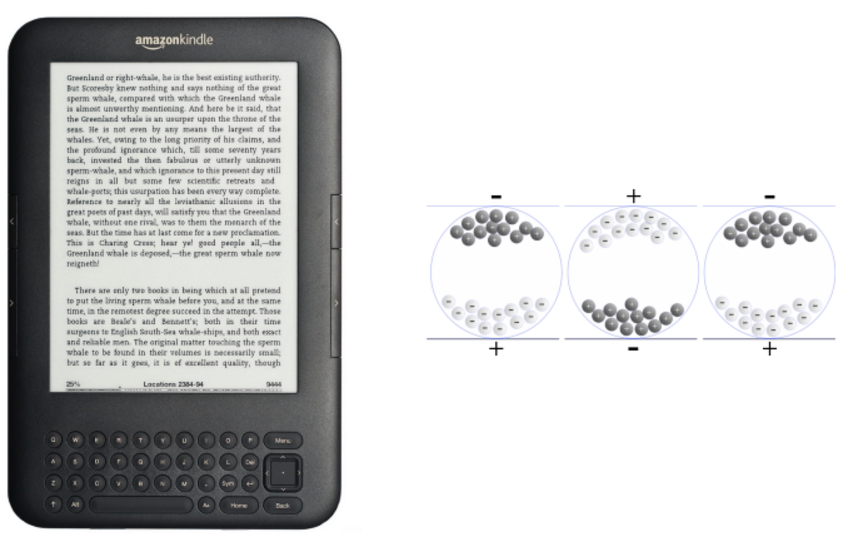 amazonkindle
Greenland or right-whale, he is the best existing authority.
But Scoresby knew nothing and says nothing of the great
sperm whale, compared with which the Greenland whale
is almost unworthy mentioning. And here be it said, that
the Greenland whale is an usurper upon the throne of the
seas. He is not even by any means the largest of the
whales. Yet, owing to the long priority of his claims, and
the profound ignorance which, till some seventy years
back, invested the then fabulous or utterly unknown
sperm-whale, and which ignorance to this present day still
reigns in all but some few scientific retreats and
whale-ports; this usurpation has been every way complete.
Reference to nearly all the leviathanic allusions in the
great poets of past days, will satisfy you that the Greenland
whale, without one rival, was to them the monarch of the
seas. But the time has at last come for a new proclamation.
This is Charing Cross; hear ye! good people all,—the
Greenland whale is deposed,—the great sperm whale now
reigneth!
There are only two books in being which at all pretend
to put the living sperm whale before you, and at the same
time, in the remotest degree succeed in the attempt. Those
books are Beale's and Bennett's; both in their time
surgeons to English South-Sea whale-ships, and both exact
and reliable men. The original matter touching the sperm
whale to be found in their volumes is necessarily small;
but so far as it goes, it is of excellent quality, though
25% Locations 2384-94 9444
Q W E R T Y U I O P Menu
A S D F G H J K L Del
Z X C V B N M . Sym
Alt Aa Home Back
- + -
+ - +